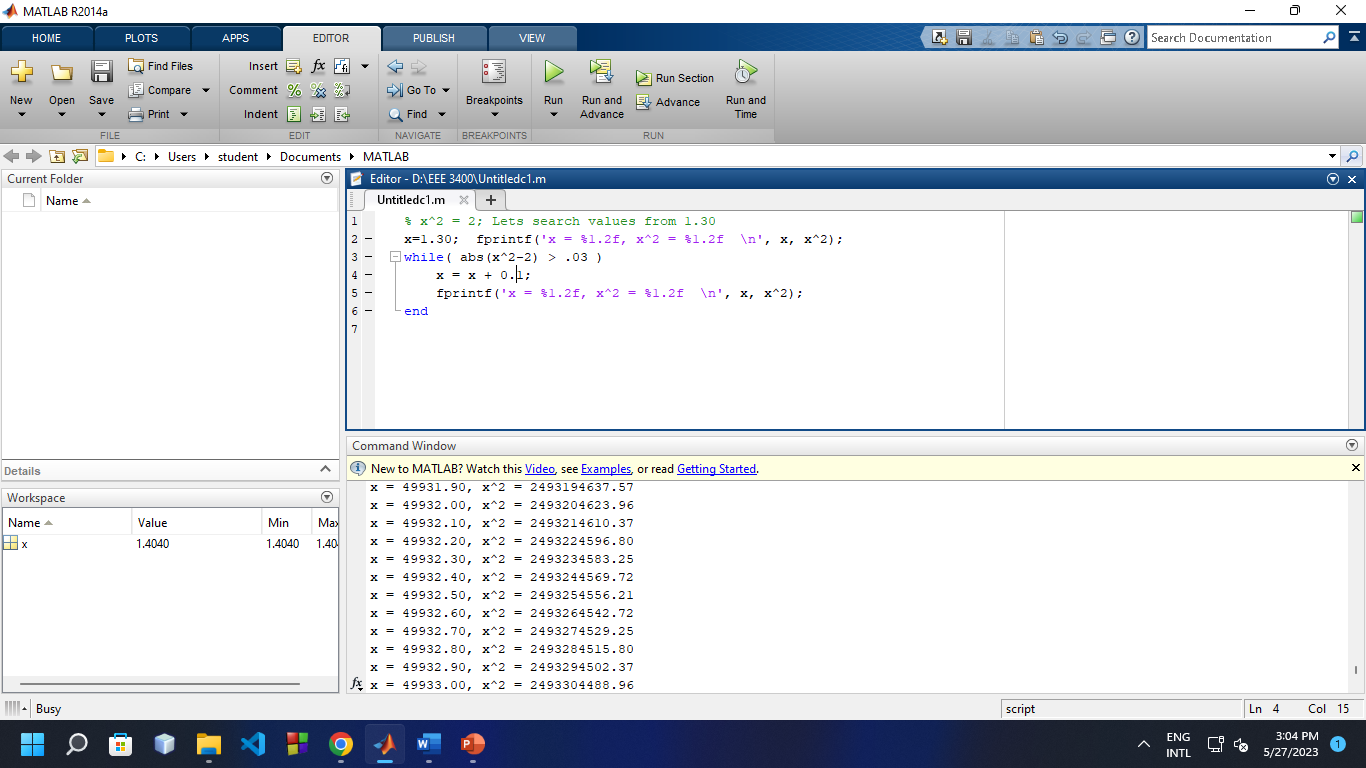 MATLAB R2014a
HOME PLOTS APPS EDITOR PUBLISH VIEW
Search Documentation
New Open Save
Find Files
Compare
Print
Insert
Comment
Indent
Go To
Find
Breakpoints
Run
Run and
Advance
Run Section
Advance
Run and
Time
FILE EDIT NAVIGATE BREAKPOINTS RUN
C: Users student Documents MATLAB
Current Folder
Name
Details
Workspace
Name Value Min Max
x 1.4040 1.4040 1.40
Editor - D:\EEE 3400\Untitledc1.m
Untitledc1.m
1 % x^2 = 2; Lets search values from 1.30
2 x=1.30;  fprintf('x = %1.2f, x^2 = %1.2f  \n', x, x^2);
3 while( abs(x^2-2) > .03 )
4 x = x + 0.1;
5 fprintf('x = %1.2f, x^2 = %1.2f  \n', x, x^2);
6 end
7
Command Window
New to MATLAB? Watch this Video, see Examples, or read Getting Started.
x = 49931.90, x^2 = 2493194637.57
x = 49932.00, x^2 = 2493204623.96
x = 49932.10, x^2 = 2493214610.37
x = 49932.20, x^2 = 2493224596.80
x = 49932.30, x^2 = 2493234583.25
x = 49932.40, x^2 = 2493244569.72
x = 49932.50, x^2 = 2493254556.21
x = 49932.60, x^2 = 2493264542.72
x = 49932.70, x^2 = 2493274529.25
x = 49932.80, x^2 = 2493284515.80
x = 49932.90, x^2 = 2493294502.37
fx x = 49933.00, x^2 = 2493304488.96
Busy
script
Ln 4 Col 15
ENG
INTL
3:04 PM
5/27/2023
1